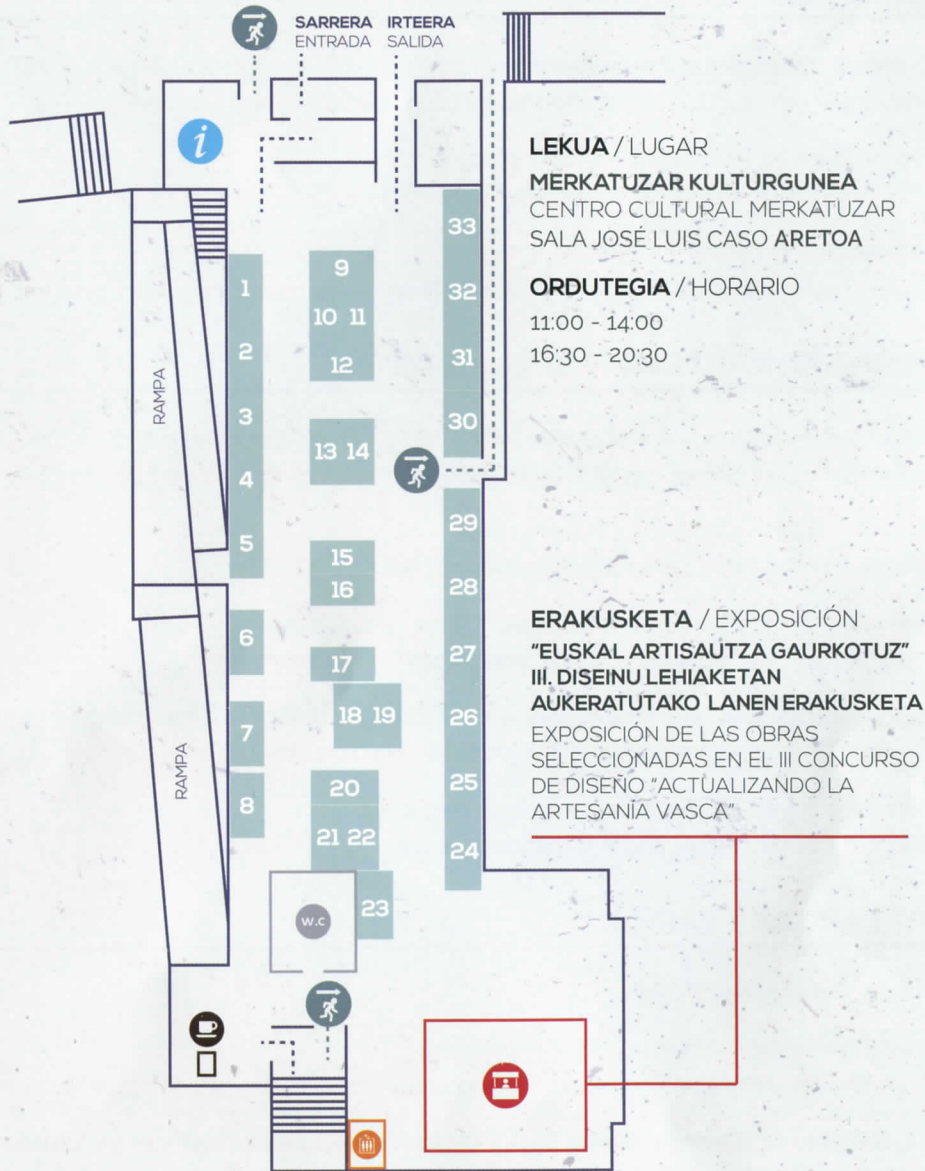 SARRERA
ENTRADA
IRTEERA
SALIDA
i
LEKUA / LUGAR
MERKATUZAR KULTURGUNEA
CENTRO CULTURAL MERKATUZAR
SALA JOSÉ LUIS CASO ARETOA
ORDUTEGIA / HORARIO
11:00 - 14:00
16:30 - 20:30
RAMPA
RAMPA
1
2
3
4
5
6
7
8
9
10 11
12
13 14
15
16
17
18 19
20
21 22
23
w.c
33
32
31
30
29
28
27
26
25
24
ERAKUSKETA / EXPOSICIÓN
"EUSKAL ARTISAUTZA GAURKOTUZ"
III. DISEINU LEHIAKETAN
AUKERATUTAKO LANEN ERAKUSKETA
EXPOSICIÓN DE LAS OBRAS
SELECCIONADAS EN EL III CONCURSO
DE DISEÑO "ACTUALIZANDO LA
ARTESANÍA VASCA"